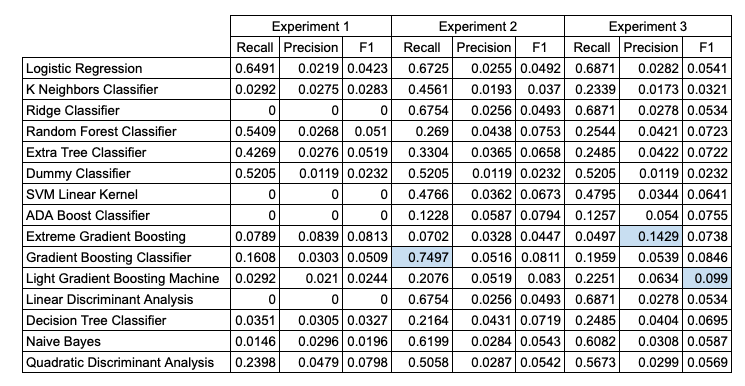 Experiment 1 Experiment 2 Experiment 3
Recall Precision F1 Recall Precision F1 Recall Precision F1
Logistic Regression 0.6491 0.0219 0.0423 0.6725 0.0255 0.0492 0.6871 0.0282 0.0541
K Neighbors Classifier 0.0292 0.0275 0.0283 0.4561 0.0193 0.037 0.2339 0.0173 0.0321
Ridge Classifier 0 0 0 0.6754 0.0256 0.0493 0.6871 0.0278 0.0534
Random Forest Classifier 0.5409 0.0268 0.051 0.269 0.0438 0.0753 0.2544 0.0421 0.0723
Extra Tree Classifier 0.4269 0.0276 0.0519 0.3304 0.0365 0.0658 0.2485 0.0422 0.0722
Dummy Classifier 0.5205 0.0119 0.0232 0.5205 0.0119 0.0232 0.5205 0.0119 0.0232
SVM Linear Kernel 0 0 0 0.4766 0.0362 0.0673 0.4795 0.0344 0.0641
ADA Boost Classifier 0 0 0 0.1228 0.0587 0.0794 0.1257 0.054 0.0755
Extreme Gradient Boosting 0.0789 0.0839 0.0813 0.0702 0.0328 0.0447 0.0497 0.1429 0.0738
Gradient Boosting Classifier 0.1608 0.0303 0.0509 0.7497 0.0516 0.0811 0.1959 0.0539 0.0846
Light Gradient Boosting Machine 0.0292 0.021 0.0244 0.2076 0.0519 0.083 0.2251 0.0634 0.099
Linear Discriminant Analysis 0 0 0 0.6754 0.0256 0.0493 0.6871 0.0278 0.0534
Decision Tree Classifier 0.0351 0.0305 0.0327 0.2164 0.0431 0.0719 0.2485 0.0404 0.0695
Naive Bayes 0.0146 0.0296 0.0196 0.6199 0.0284 0.0543 0.6082 0.0308 0.0587
Quadratic Discriminant Analysis 0.2398 0.0479 0.0798 0.5058 0.0287 0.0542 0.5673 0.0299 0.0569